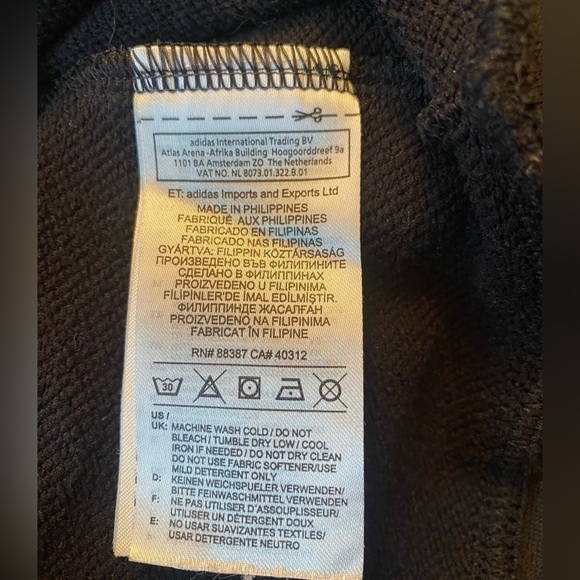 adidas International Trading BV
Atlas Arena -Afrika Building Hoogoorddreef 9a
1101 BA Amsterdam ZO The Netherlands
VAT NO. NL 8073.01.322.B.01
ET: adidas Imports and Exports Ltd
MADE IN PHILIPPINES
FABRIQUÉ AUX PHILIPPINES
FABRICADO EN FILIPINAS
FABRICADO NAS FILIPINAS
GYÁRTVA: FILIPPIN KÖZTÁRSASÁG
ПРОИЗВЕДЕНО ВЪВ ФИЛИПИНИТЕ
СДЕЛАНО В ФИЛИППИНАХ
PROIZVEDENO U FILIPINIMA
FİLİPİNLER'DE İMAL EDİLMİŞTİR.
ФИЛИППИНДЕ ЖАСАЛҒАН
PROIZVEDENO NA FILIPINIMA
FABRICAT ÎN FILIPINE
RN# 88387 CA# 40312
30
US /
UK: MACHINE WASH COLD / DO NOT
BLEACH / TUMBLE DRY LOW / COOL
IRON IF NEEDED / DO NOT DRY CLEAN
DO NOT USE FABRIC SOFTENER/USE
MILD DETERGENT ONLY
D: KEINEN WEICHSPUELER VERWENDEN/
BITTE FEINWASCHMITTEL VERWENDEN
F: NE PAS UTILISER D'ASSOUPLISSEUR/
UTILISER UN DÉTERGENT DOUX
E: NO USAR SUAVIZANTES TEXTILES/
USAR DETERGENTE NEUTRO